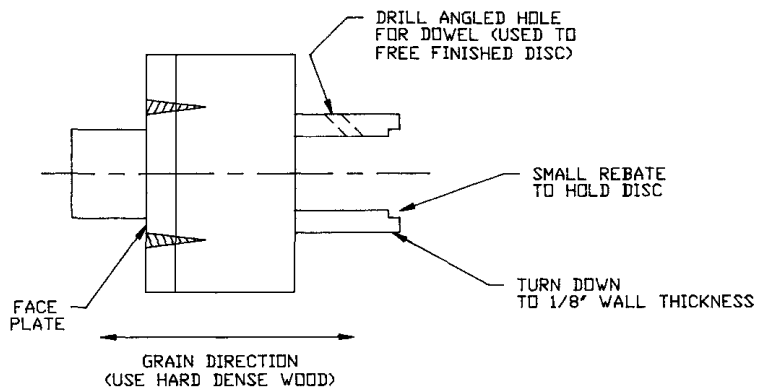 DRILL ANGLED HOLE
FOR DOWEL (USED TO
FREE FINISHED DISC)
SMALL REBATE
TO HOLD DISC
TURN DOWN
TO 1/8" WALL THICKNESS
FACE
PLATE
GRAIN DIRECTION
(USE HARD DENSE WOOD)